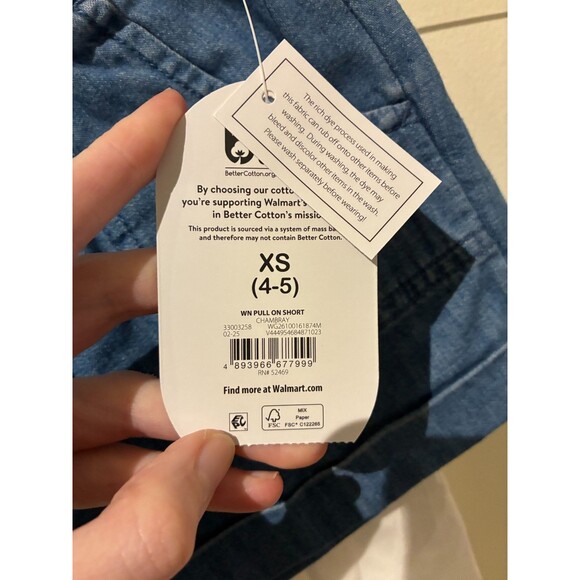 The rich dye process used in making
this fabric can rub off onto other items before
washing. During washing, the dye may
bleed and discolor other items in the wash.
Please wash separately before wearing!
BetterCotton.org
By choosing our cotto
you're supporting Walmart's
in Better Cotton's missio
This product is sourced via a system of mass ba
and therefore may not contain Better Cotton.
XS
(4-5)
WN PULL ON SHORT
CHAMBRAY
33003258 WG26100161874M
02-25 V444954684871023
4 893966 677999
RN# 52469
Find more at Walmart.com
FSC
MIX
Paper
FSC® C122285